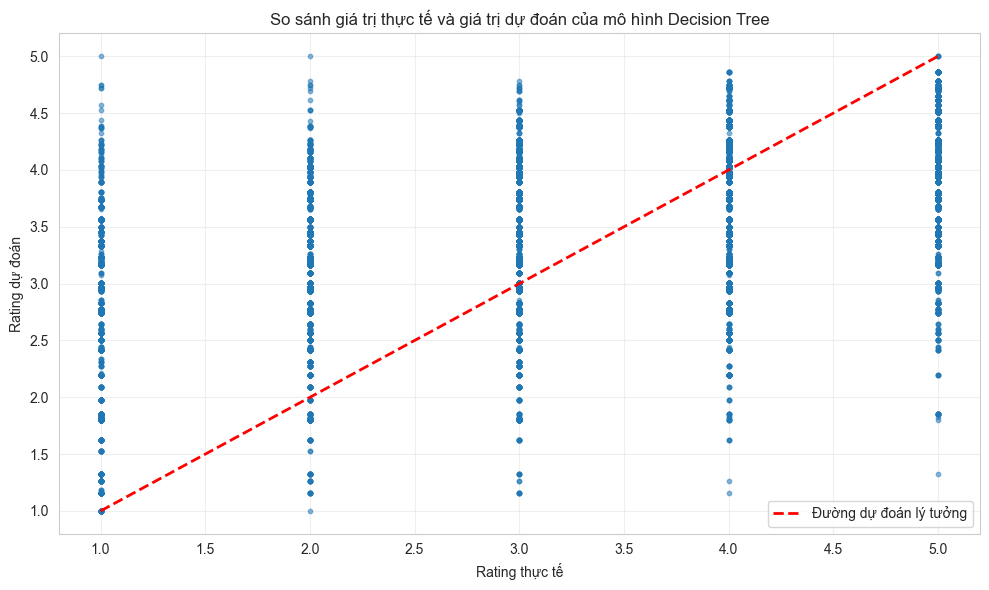 So sánh giá trị thực tế và giá trị dự đoán của mô hình Decision Tree
Rating dự đoán
5.0
4.5
4.0
3.5
3.0
2.5
2.0
1.5
1.0
1.0 1.5 2.0 2.5 3.0 3.5 4.0 4.5 5.0
Rating thực tế
Đường dự đoán lý tưởng